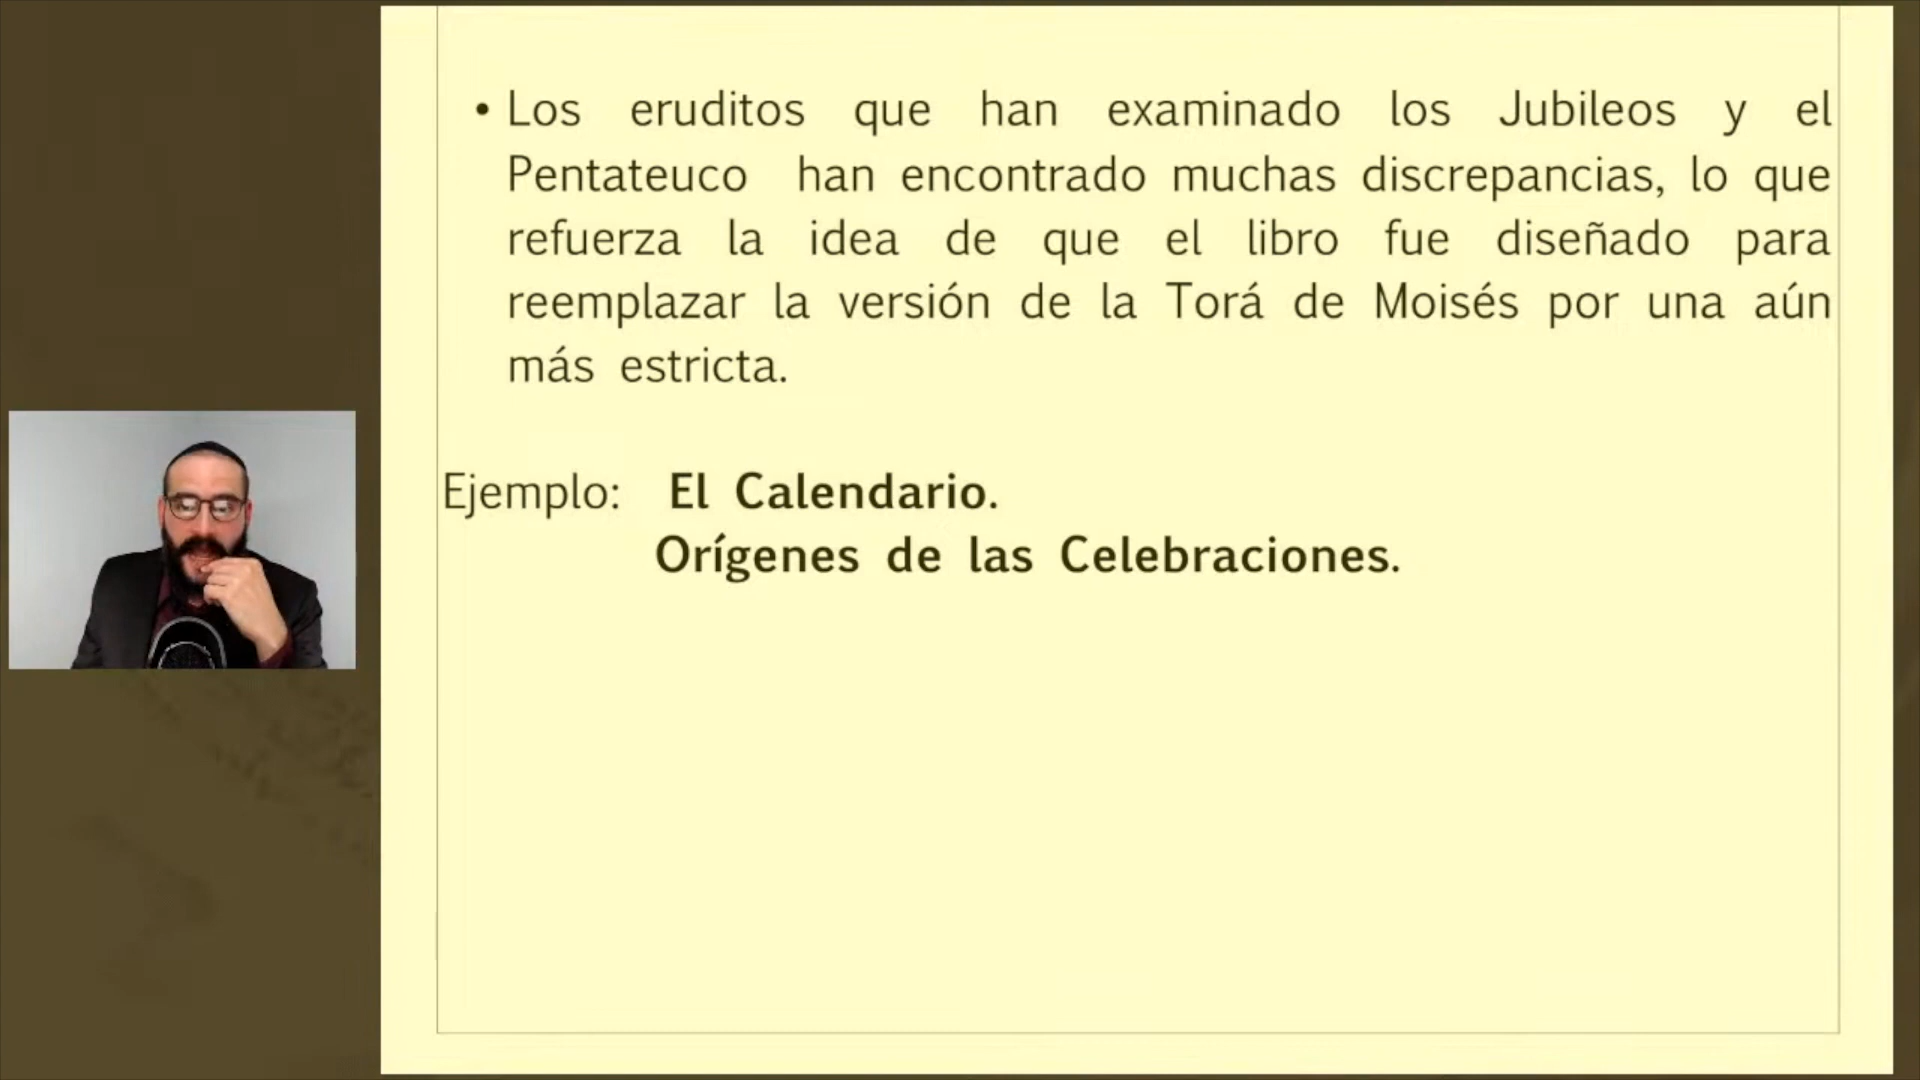 • Los eruditos que han examinado los Jubileos y el
Pentateuco han encontrado muchas discrepancias, lo que
refuerza la idea de que el libro fue diseñado para
reemplazar la versión de la Torá de Moisés por una aún
más estricta.
Ejemplo: El Calendario.
Orígenes de las Celebraciones.